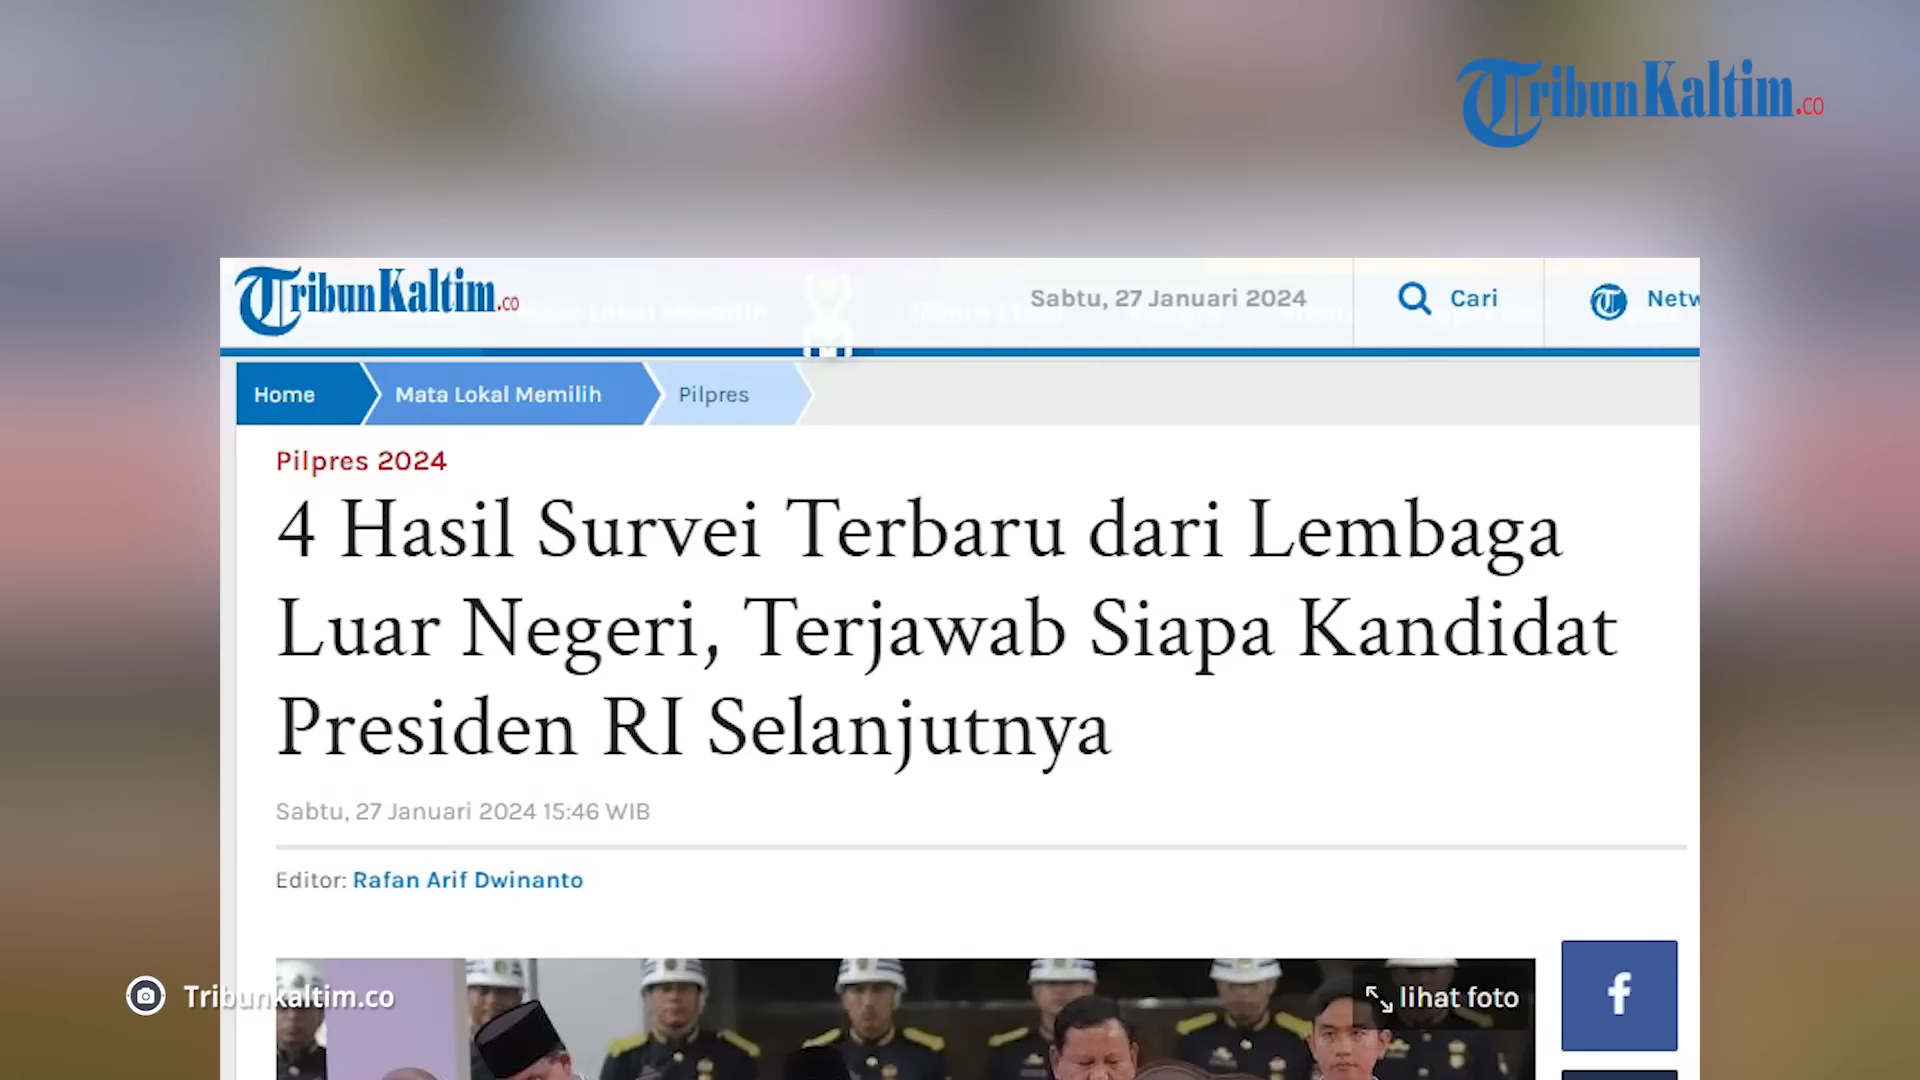 TribunKaltim.co
TribunKaltim.co
Sabtu, 27 Januari 2024
Cari
Netw
Home
Mata Lokal Memilih
Pilpres
Pilpres 2024
4 Hasil Survei Terbaru dari Lembaga
Luar Negeri, Terjawab Siapa Kandidat
Presiden RI Selanjutnya
Sabtu, 27 Januari 2024 15:46 WIB
Editor: Rafan Arif Dwinanto
lihat foto
Tribunkaltim.co